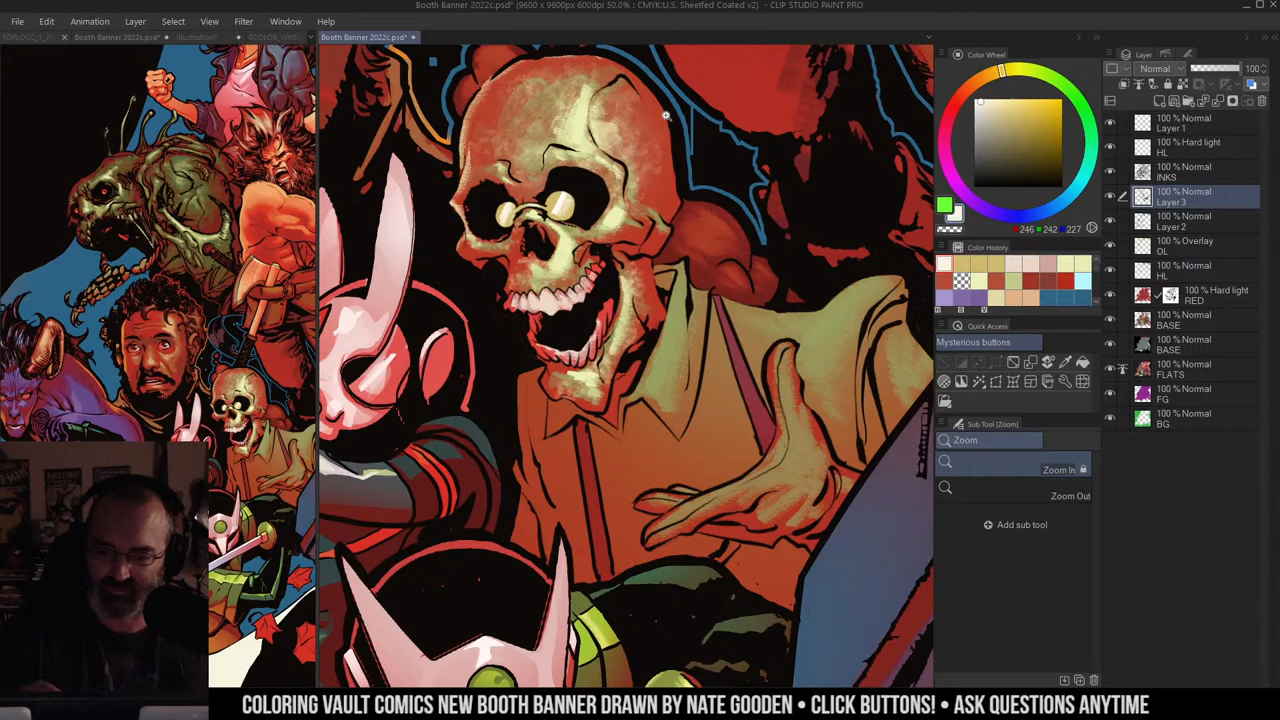 Booth Banner 2022c.psd* (9600 x 9600px 600dpi 50.0% : CMYK:U.S. Sheetfed Coated v2) - CLIP STUDIO PAINT PRO
File Edit Animation Layer Select View Filter Window Help
Booth Banner 2022c.psd* Illustration* Booth Banner 2022c.psd*
Color Wheel
246 242 227
Color History
H S V
Quick Access
Mysterious buttons
Sub Tool [Zoom]
Zoom
Zoom In
Zoom Out
Add sub tool
Layer
Normal 100
100 % Normal
Layer 1
100 % Hard light
HL
100 % Normal
INKS
100 % Normal
Layer 3
100 % Normal
Layer 2
100 % Overlay
OL
100 % Normal
HL
100 % Hard light
RED
100 % Normal
BASE
100 % Normal
BASE
100 % Normal
FLATS
100 % Normal
FG
100 % Normal
BG
COLORING VAULT COMICS NEW BOOTH BANNER DRAWN BY NATE GOODEN • CLICK BUTTONS! • ASK QUESTIONS ANYTIME